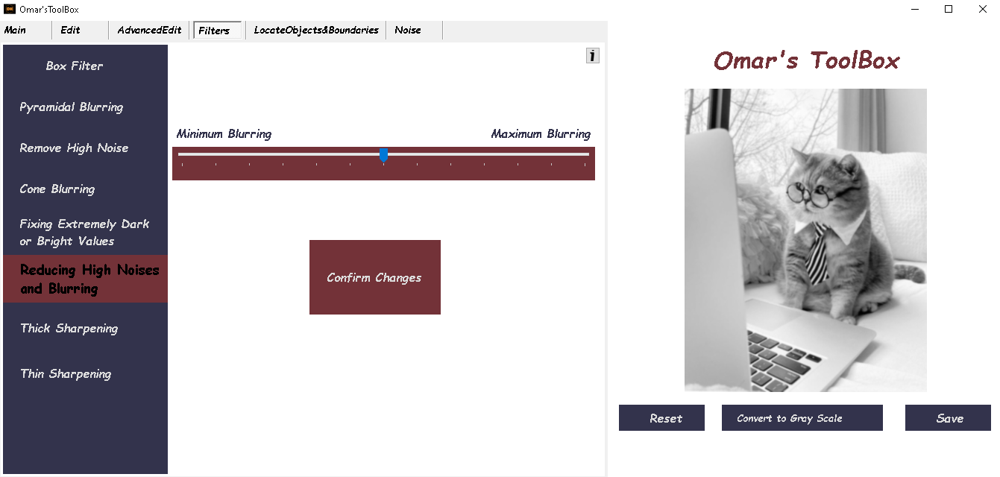 Omar'sToolBox
Main
Edit
AdvancedEdit
Filters
LocateObjects&Boundaries
Noise
Box Filter
Pyramidal Blurring
Remove High Noise
Cone Blurring
Fixing Extremely Dark
or Bright Values
Reducing High Noises
and Blurring
Thick Sharpening
Thin Sharpening
i
Minimum Blurring
Maximum Blurring
Confirm Changes
Omar's ToolBox
Reset
Convert to Gray Scale
Save